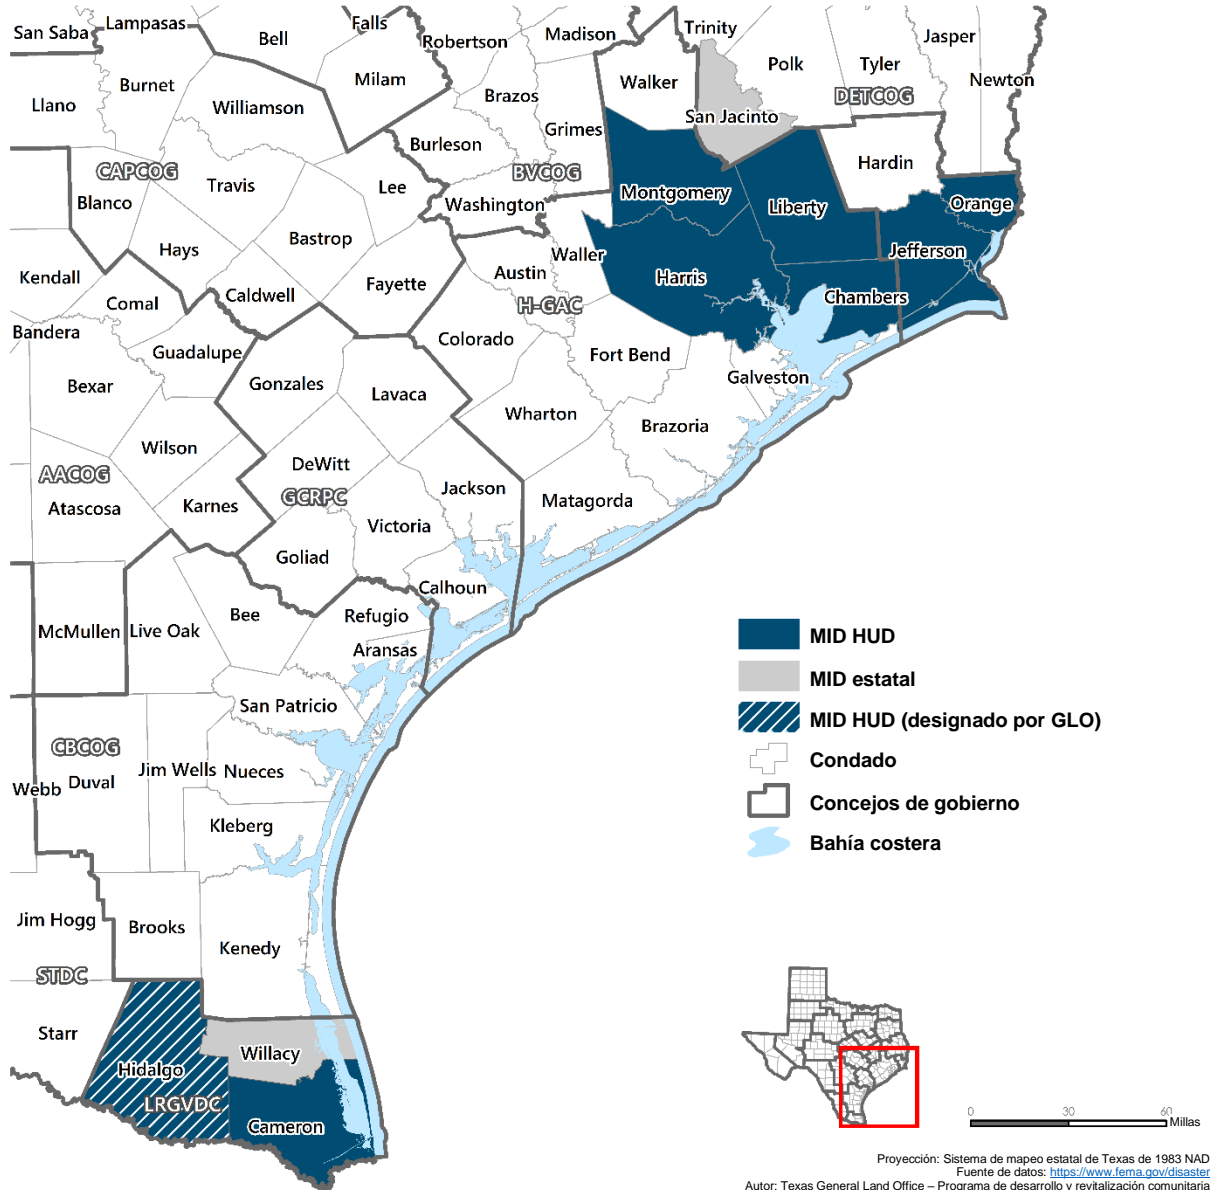 San Saba
Lampasas
Falls
Bell
Robertson
Madison
Trinity
Jasper
Milam
Walker
Polk
Tyler
Newton
Burnet
Llano
Williamson
Brazos
DETCOG
San Jacinto
Grimes
Burleson
Hardin
CAPCOG
Travis
Lee
BVCOG
Blanco
Montgomery
Washington
Liberty
Orange
Bastrop
Hays
Waller
Jefferson
Kendall
Austin
Harris
Fayette
Caldwell
Chambers
Comal
H-GAC
Bandera
Colorado
Guadalupe
Fort Bend
Bexar
Gonzales
Galveston
Lavaca
Wharton
Brazoria
Wilson
DeWitt
AACOG
Jackson
GCRPC
Matagorda
Atascosa
Karnes
Victoria
Goliad
Calhoun
Bee
Refugio
McMullen
Live Oak
Aransas
San Patricio
CBCOG
Jim Wells
Nueces
Webb
Duval
Kleberg
Jim Hogg
Brooks
Kenedy
STDC
Starr
Willacy
Hidalgo
LRGVDC
Cameron
MID HUD
MID estatal
MID HUD (designado por GLO)
Condado
Concejos de gobierno
Bahía costera
0 30 60
Millas
Proyección: Sistema de mapeo estatal de Texas de 1983 NAD
Fuente de datos: https://www.fema.gov/disaster
Autor: Texas General Land Office – Programa de desarrollo y revitalización comunitaria